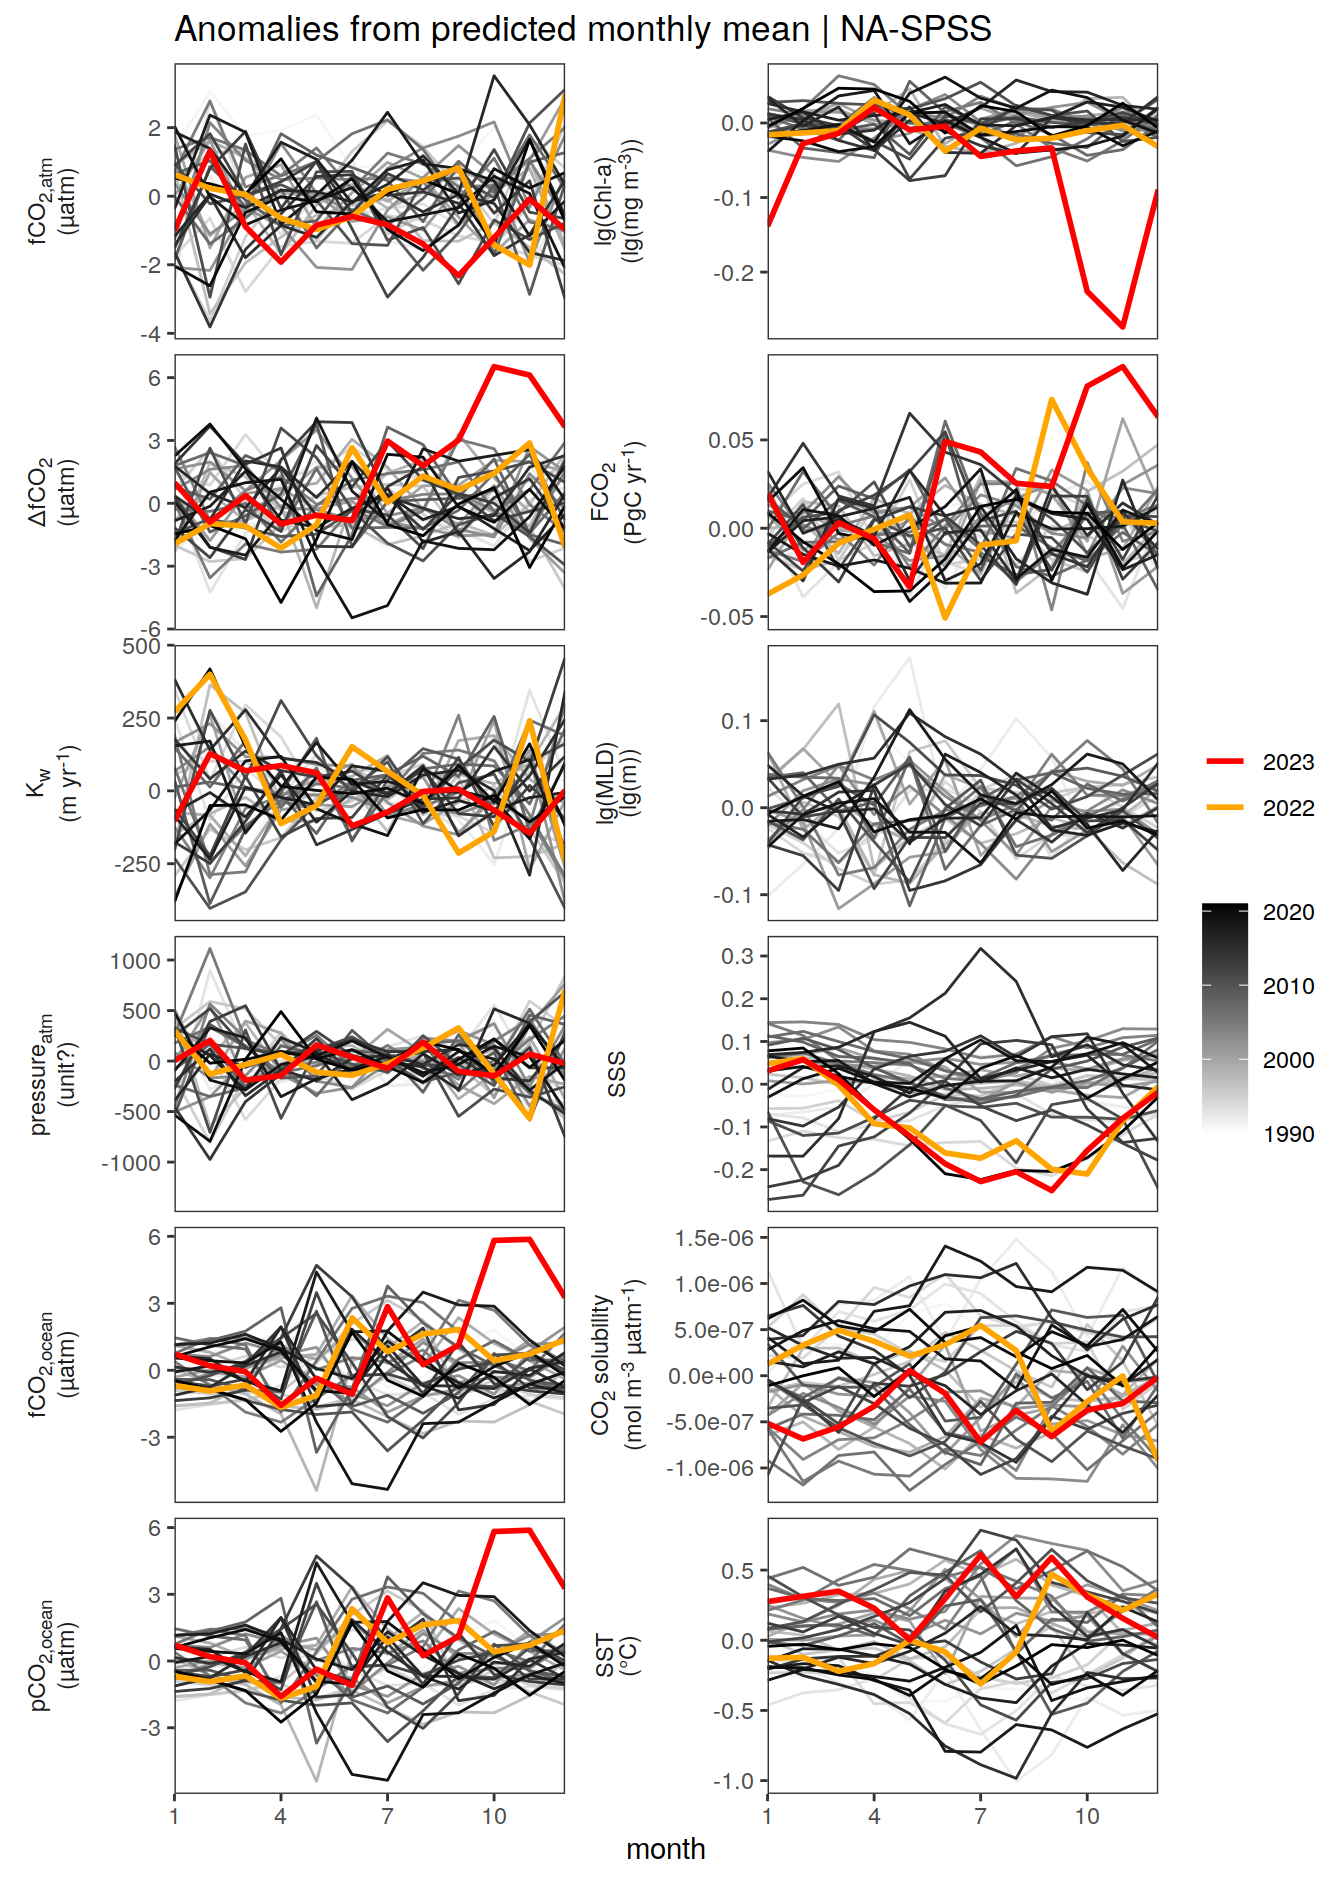 Anomalies from predicted monthly mean | NA-SPSS
fCO2,atm
(µatm)
2
0
-2
-4
lg(Chl-a)
(lg(mg m-3))
0.0
-0.1
-0.2
ΔfCO2
(µatm)
6
3
0
-3
-6
FCO2
(PgC yr-1)
0.05
0.00
-0.05
Kw
(m yr-1)
500
250
0
-250
lg(MLD)
(lg(m))
0.1
0.0
-0.1
pressureatm
(unit?)
1000
500
0
-500
-1000
SSS
0.3
0.2
0.1
0.0
-0.1
-0.2
fCO2,ocean
(µatm)
6
3
0
-3
CO2 solubility
(mol m-3 µatm-1)
1.5e-06
1.0e-06
5.0e-07
0.0e+00
-5.0e-07
-1.0e-06
pCO2,ocean
(µatm)
6
3
0
-3
SST
(°C)
0.5
0.0
-0.5
-1.0
1 4 7 10
1 4 7 10
month
2023
2022
2020
2010
2000
1990